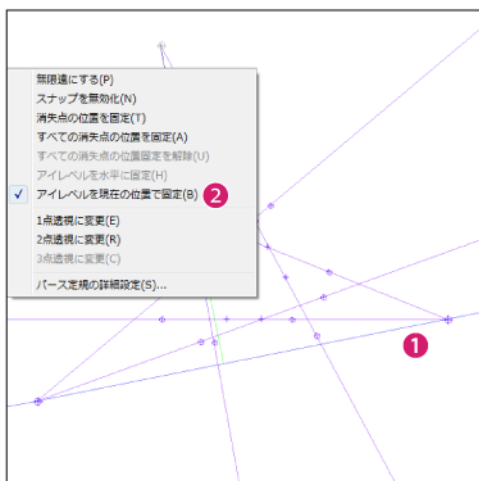 無限遠にする(P)
スナップを無効化(N)
消失点の位置を固定(T)
すべての消失点の位置を固定(A)
すべての消失点の位置固定を解除(U)
アイレベルを水平に固定(H)
✓ アイレベルを現在の位置で固定(B) 2
1点透視に変更(E)
2点透視に変更(R)
3点透視に変更(C)
パース定規の詳細設定(S)...
1